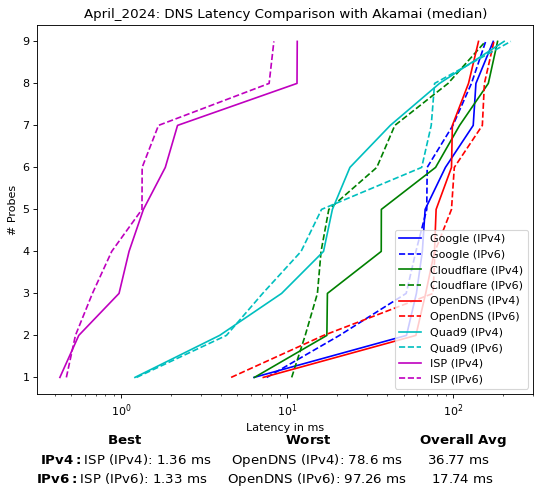 April_2024: DNS Latency Comparison with Akamai (median)
# Probes
9
8
7
6
5
4
3
2
1
10⁰
10¹
10²
Latency in ms
Google (IPv4)
Google (IPv6)
Cloudflare (IPv4)
Cloudflare (IPv6)
OpenDNS (IPv4)
OpenDNS (IPv6)
Quad9 (IPv4)
Quad9 (IPv6)
ISP (IPv4)
ISP (IPv6)
Best Worst Overall Avg
IPv4: ISP (IPv4): 1.36 ms OpenDNS (IPv4): 78.6 ms 36.77 ms
IPv6: ISP (IPv6): 1.33 ms OpenDNS (IPv6): 97.26 ms 17.74 ms